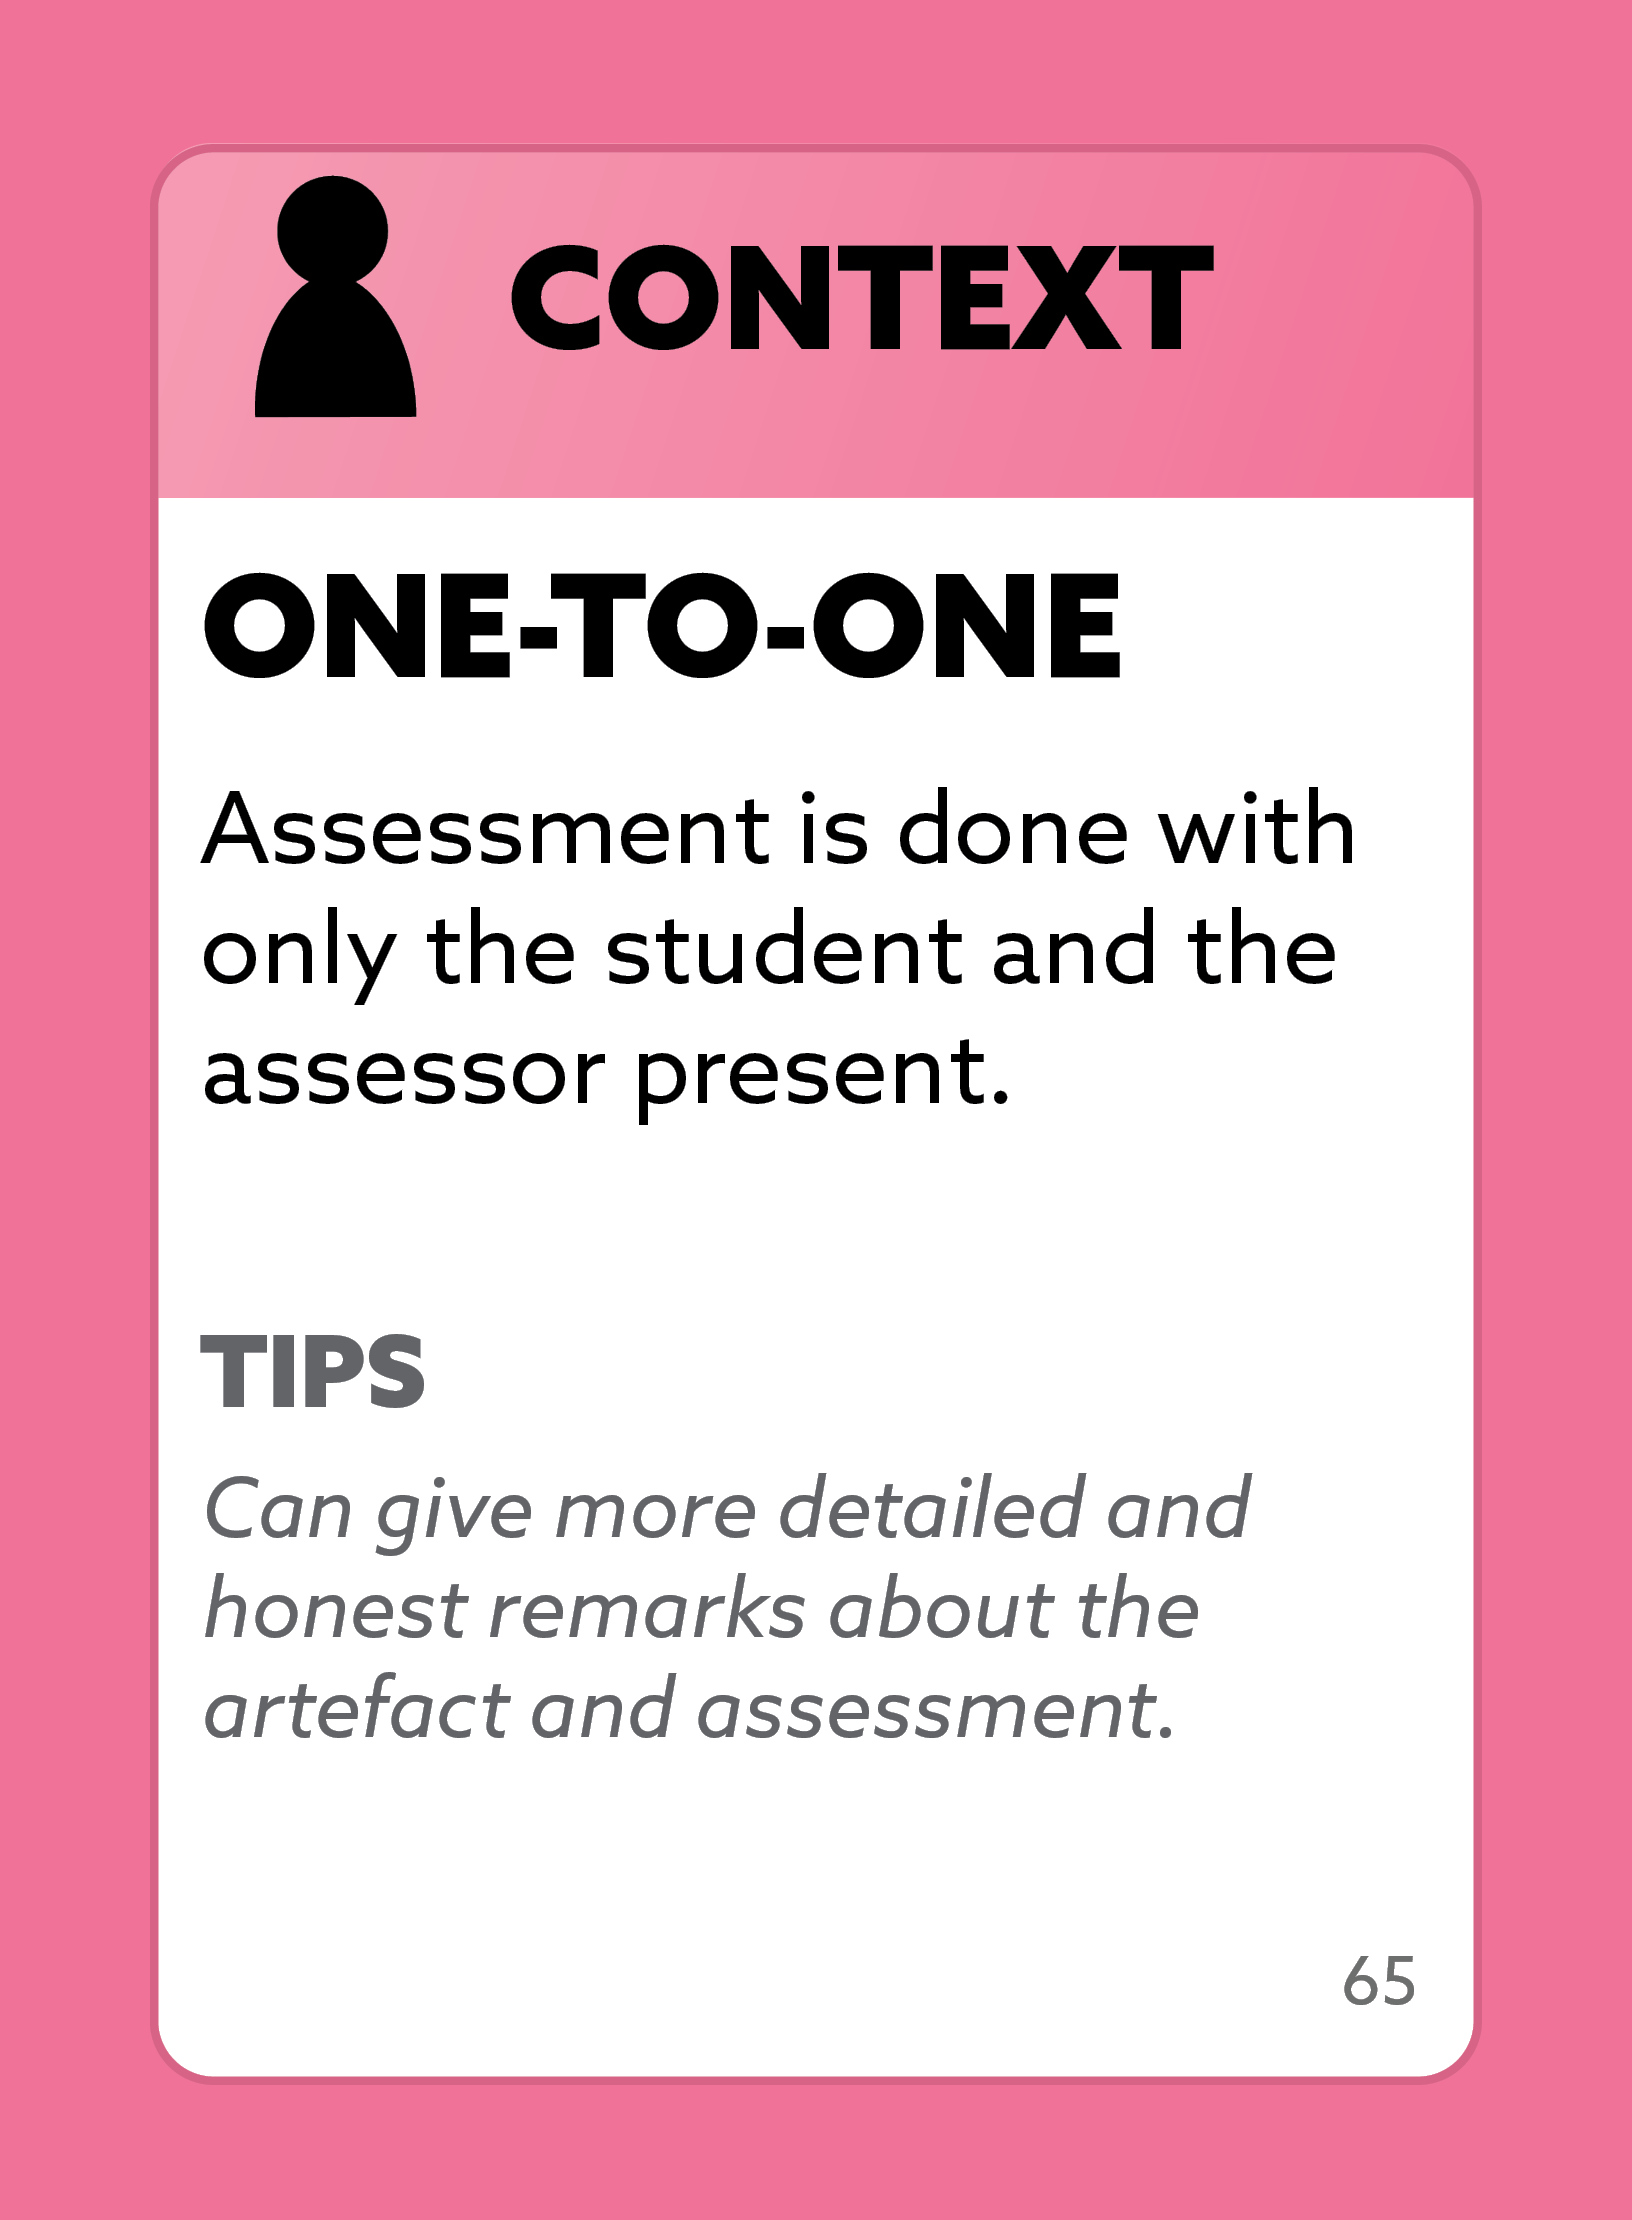 CONTEXT
ONE-TO-ONE
Assessment is done with
only the student and the
assessor present.
TIPS
Can give more detailed and
honest remarks about the
artefact and assessment.
65